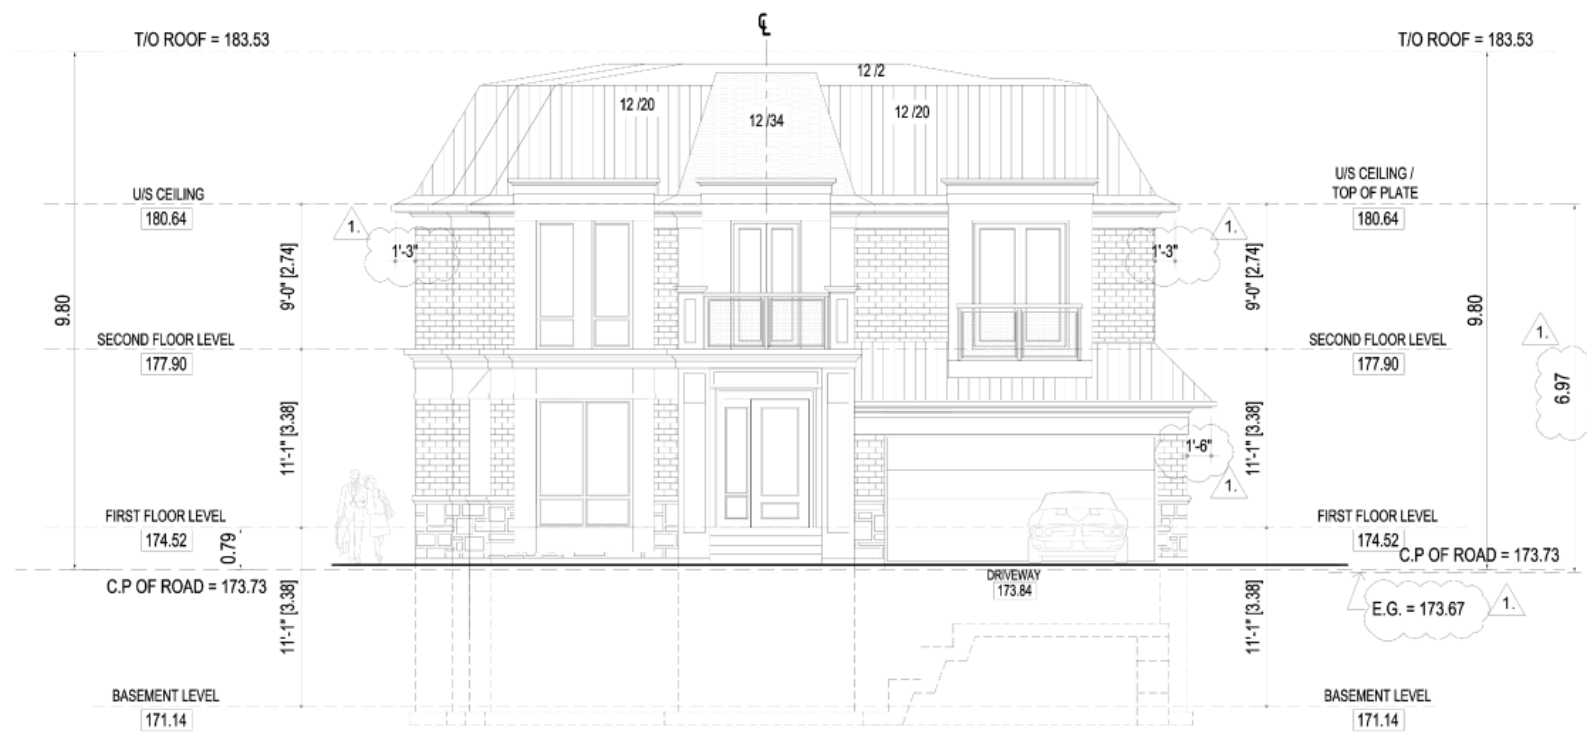 ℄
T/O ROOF = 183.53
T/O ROOF = 183.53
12 /2
12 /20
12 /34
12 /20
U/S CEILING
180.64
U/S CEILING /
TOP OF PLATE
180.64
1.
1'-3"
1.
1'-3"
9'-0" [2.74]
9'-0" [2.74]
9.80
9.80
SECOND FLOOR LEVEL
177.90
SECOND FLOOR LEVEL
177.90
1.
6.97
11'-1" [3.38]
11'-1" [3.38]
1'-6"
1.
FIRST FLOOR LEVEL
174.52
0.79
FIRST FLOOR LEVEL
174.52
C.P OF ROAD = 173.73
C.P OF ROAD = 173.73
DRIVEWAY
173.84
E.G. = 173.67
1.
11'-1" [3.38]
11'-1" [3.38]
BASEMENT LEVEL
171.14
BASEMENT LEVEL
171.14